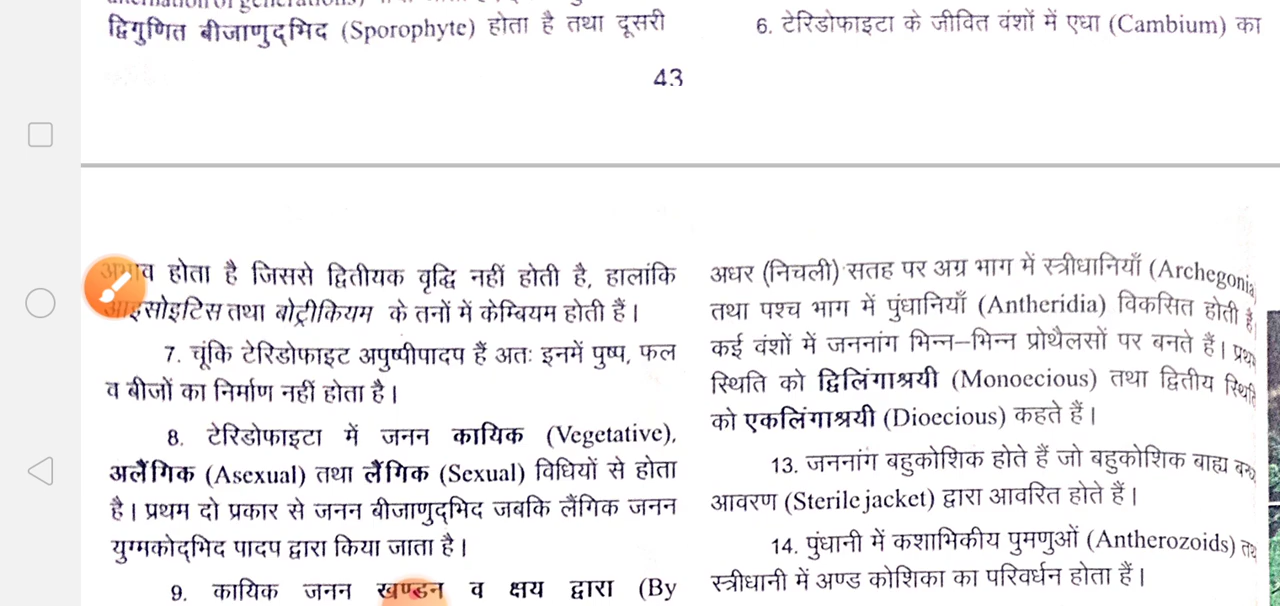 द्विगुणित बीजाणुद्भिद (Sporophyte) होता है तथा दूसरी
6. टेरिडोफाइटा के जीवित वंशों में एधा (Cambium) का
43
होता है जिससे द्वितीयक वृद्धि नहीं होती है, हालांकि
आइसोइटिस तथा बोट्रीकियम के तनों में केम्बियम होती हैं।
7. चूंकि टेरिडोफाइट अपुष्पीपादप हैं अतः इनमें पुष्प, फल
व बीजों का निर्माण नहीं होता है।
8. टेरिडोफाइटा में जनन कायिक (Vegetative),
अलैंगिक (Asexual) तथा लैंगिक (Sexual) विधियों से होता
है। प्रथम दो प्रकार से जनन बीजाणुद्भिद जबकि लैंगिक जनन
युग्मकोद्भिद पादप द्वारा किया जाता है।
9. कायिक जनन खण्डन व क्षय द्वारा (By
अधर (निचली) सतह पर अग्र भाग में स्त्रीधानियाँ (Archegonia)
तथा पश्च भाग में पुंधानियाँ (Antheridia) विकसित होती हैं,
कई वंशों में जननांग भिन्न–भिन्न प्रोथैलसों पर बनते हैं। प्रथम
स्थिति को द्विलिंगाश्रयी (Monoecious) तथा द्वितीय स्थिति
को एकलिंगाश्रयी (Dioecious) कहते हैं।
13. जननांग बहुकोशिक होते हैं जो बहुकोशिक बाह्य
आवरण (Sterile jacket) द्वारा आवरित होते हैं।
14. पुंधानी में कशाभिकीय पुमणुओं (Antherozoids) तथा
स्त्रीधानी में अण्ड कोशिका का परिवर्धन होता हैं।